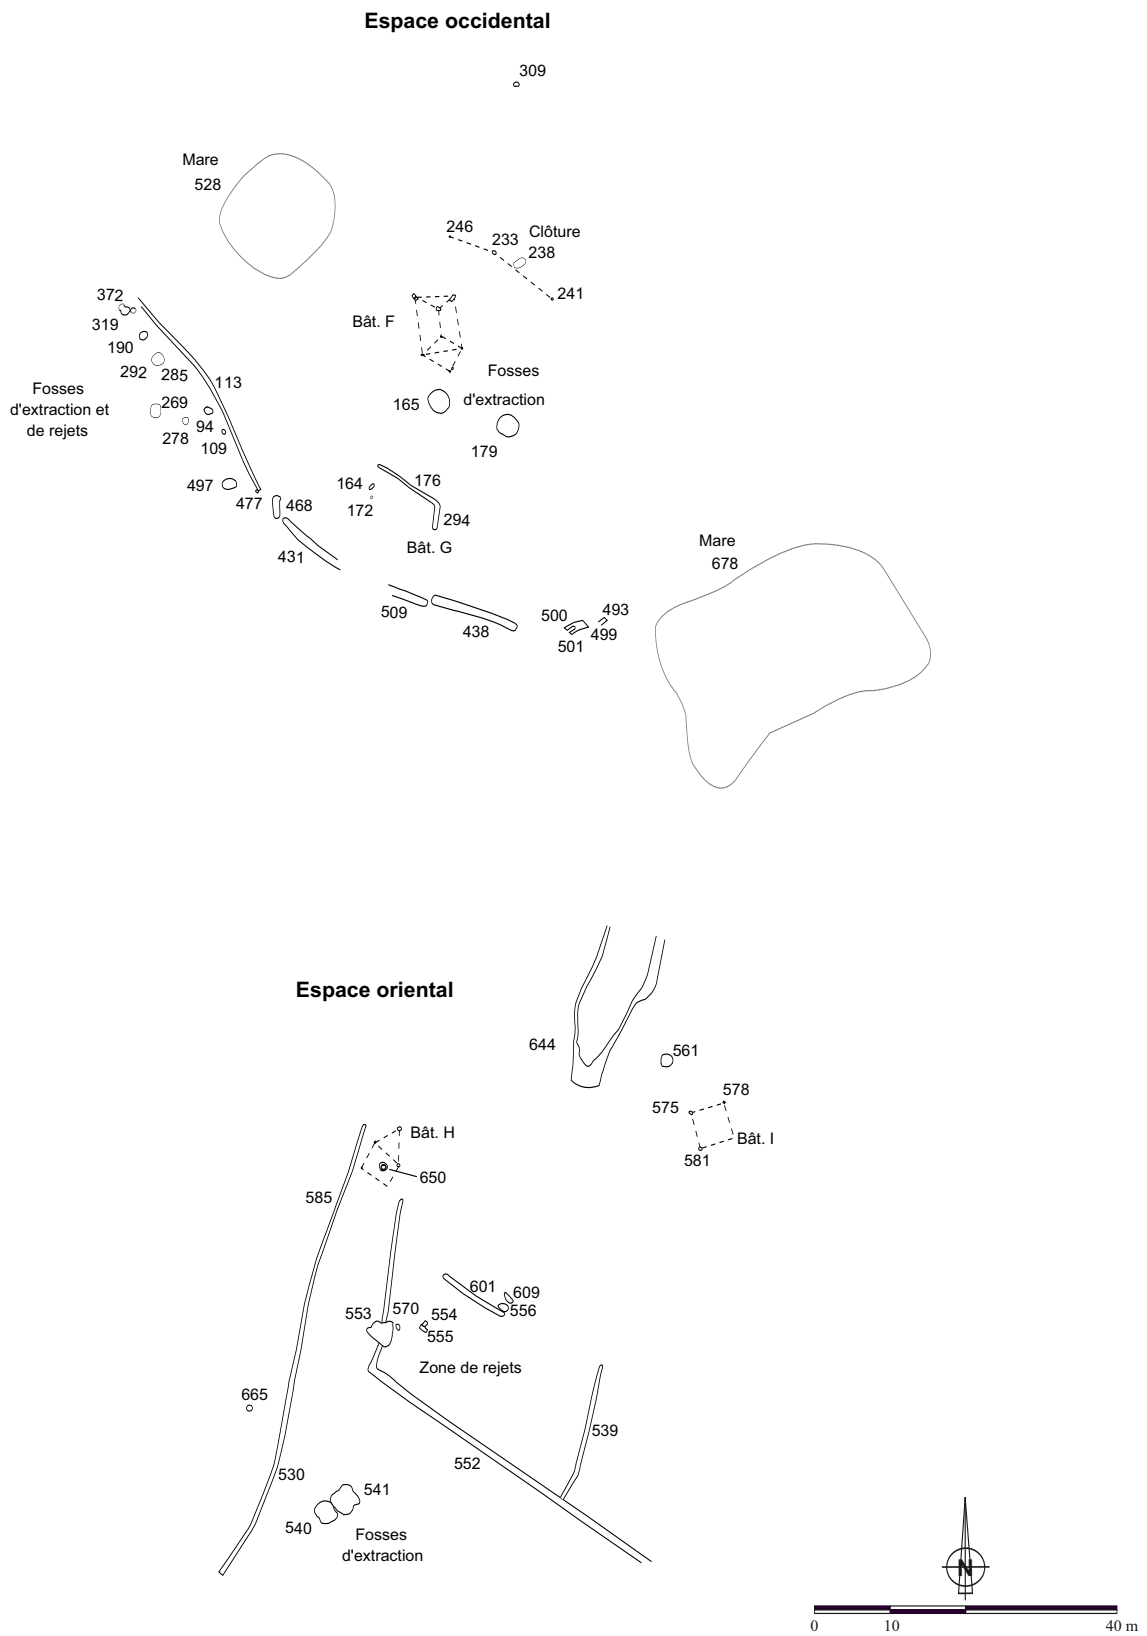 Espace occidental
309
Mare
528
246
233
Clôture
238
241
372
319
190
292
285
113
Bât. F
Fosses
d'extraction
165
179
Fosses
d'extraction et
de rejets
269
278
94
109
497
477
468
431
164
172
176
294
Bât. G
509
438
500
501
493
499
Mare
678
Espace oriental
644
561
575
578
581
Bât. I
Bât. H
650
585
601
609
556
553
570
554
555
Zone de rejets
665
539
552
530
541
540
Fosses
d'extraction
N
0
10
40 m